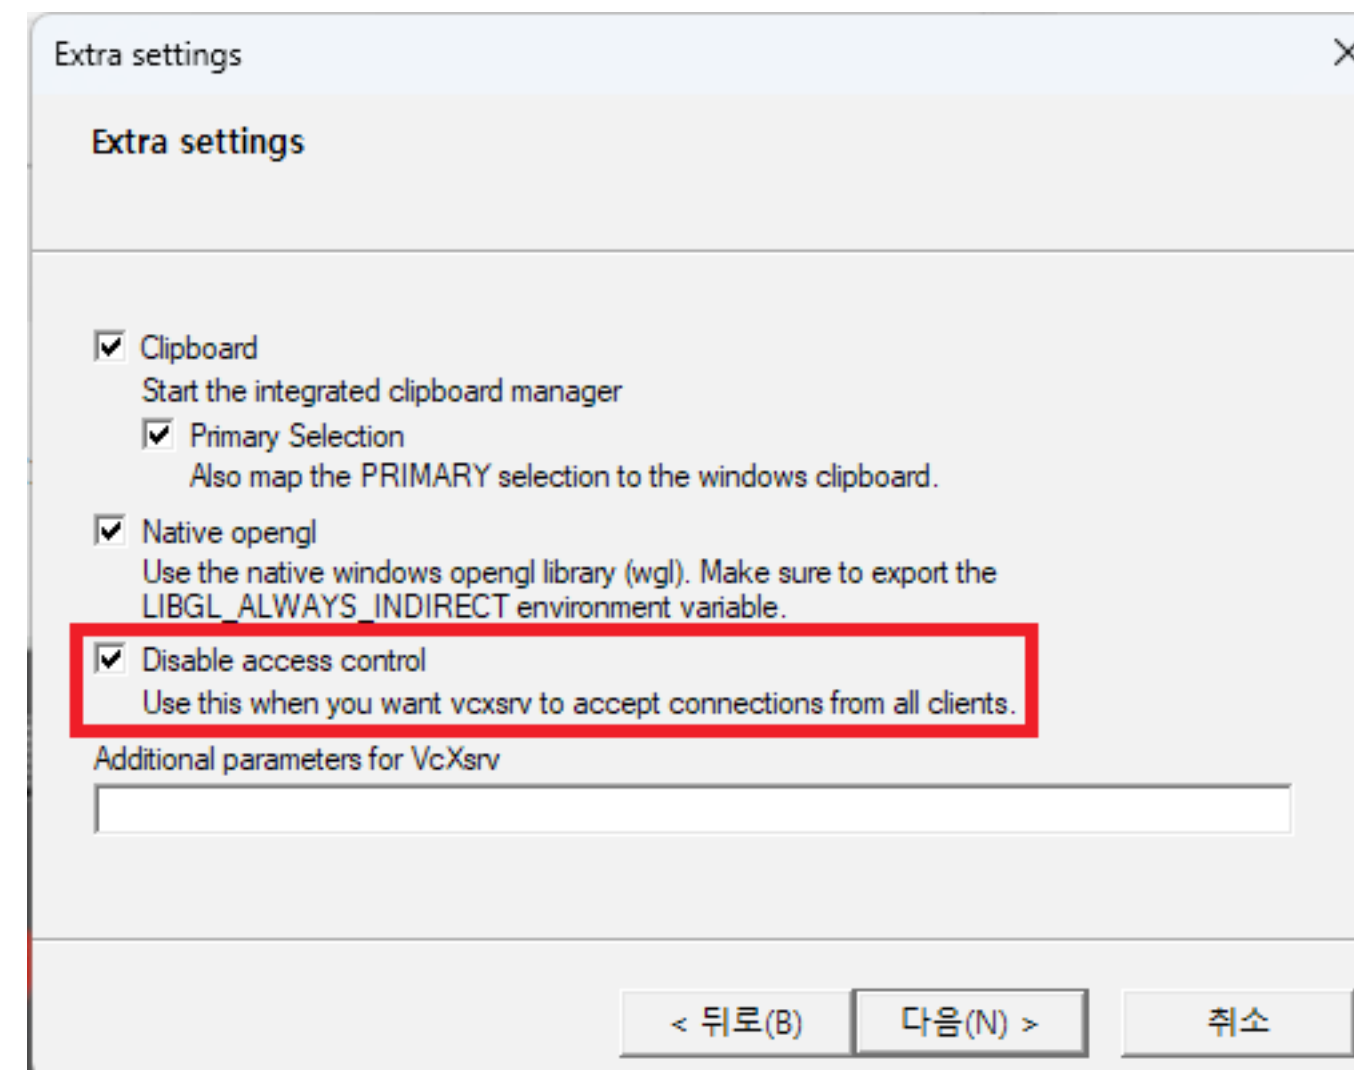 Extra settings
Extra settings
Clipboard
Start the integrated clipboard manager
Primary Selection
Also map the PRIMARY selection to the windows clipboard.
Native opengl
Use the native windows opengl library (wgl). Make sure to export the
LIBGL_ALWAYS_INDIRECT environment variable.
Disable access control
Use this when you want vcxsrv to accept connections from all clients.
Additional parameters for VcXsrv
< 뒤로(B) 다음(N) > 취소